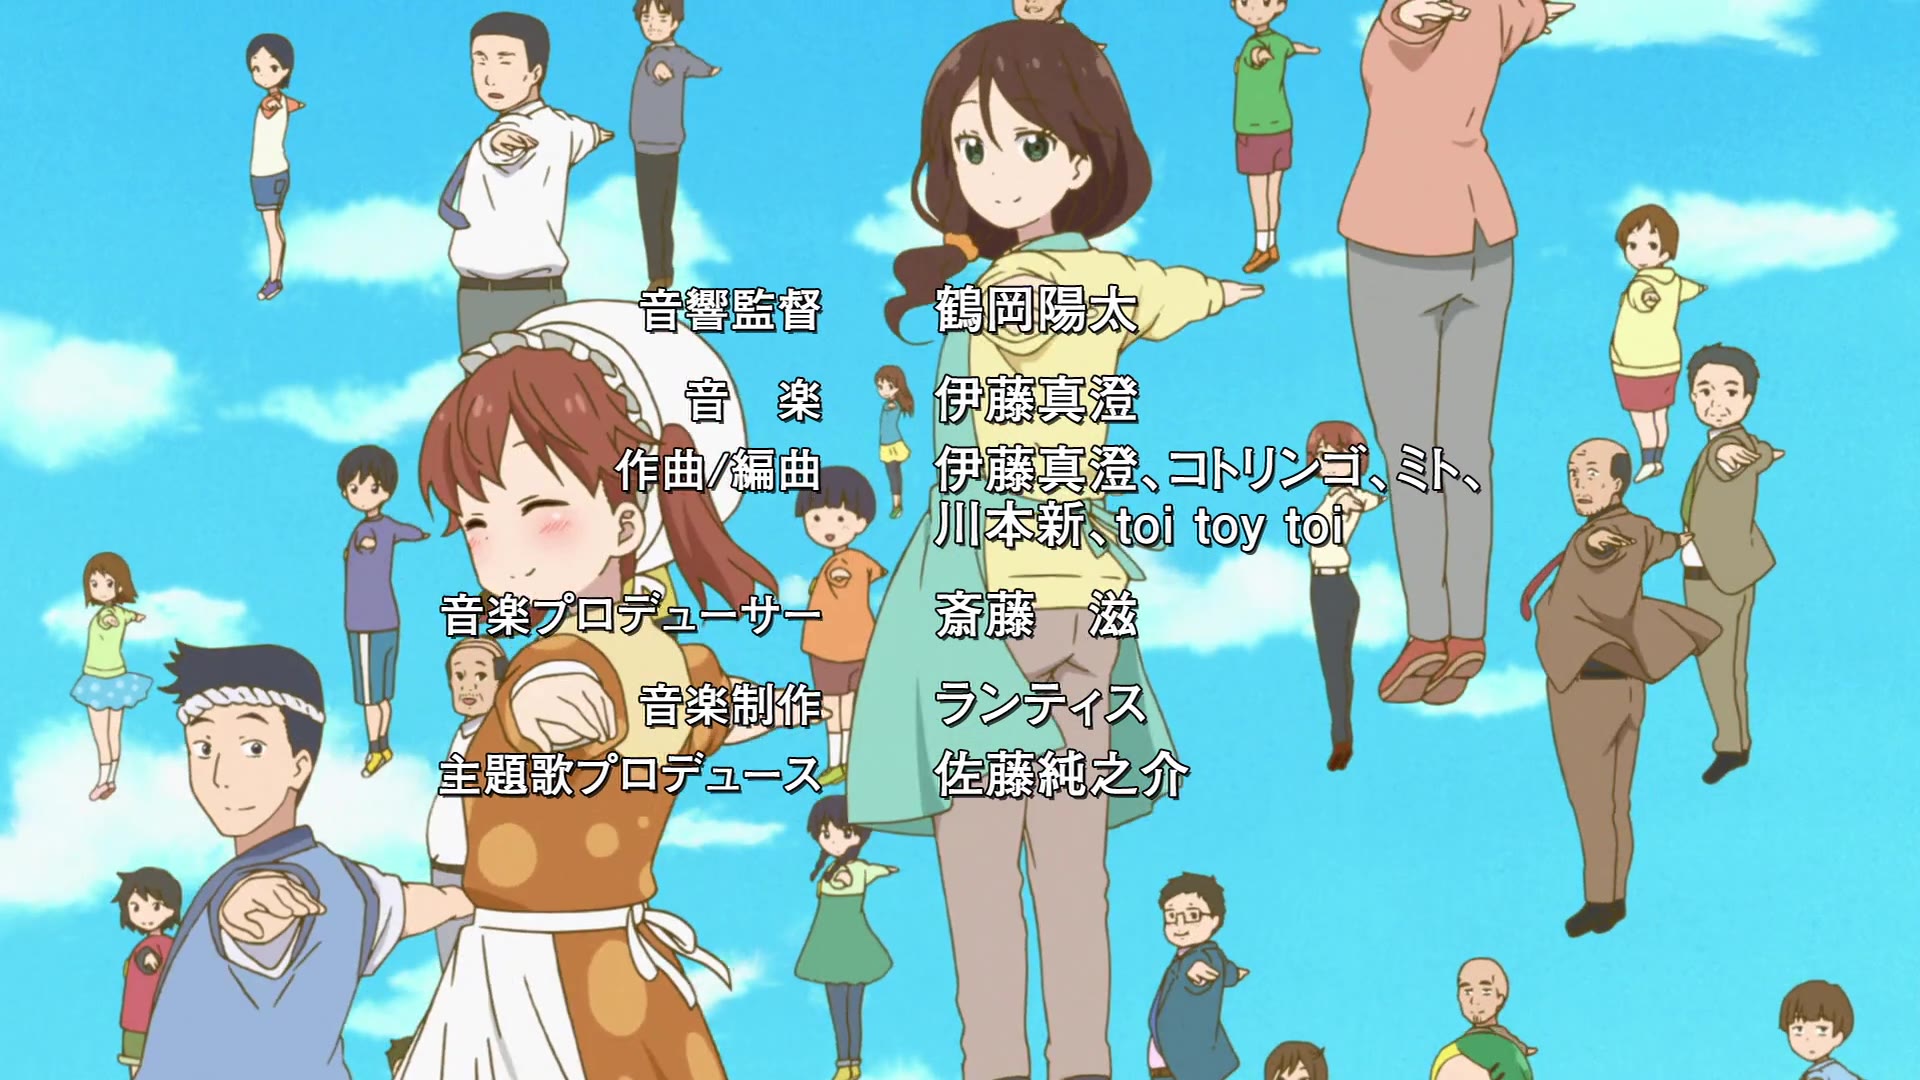 音響監督　鶴岡陽太
音　楽　伊藤真澄
作曲/編曲　伊藤真澄、コトリンゴ、ミト、
川本新、toi toy toi
音楽プロデューサー　斎藤　滋
音楽制作　ランティス
主題歌プロデュース　佐藤純之介